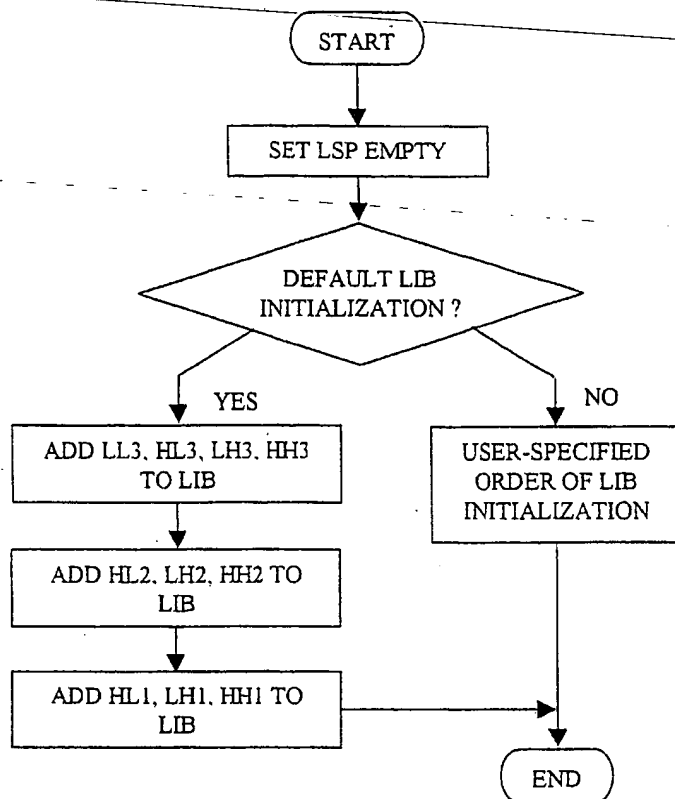 START
SET LSP EMPTY
DEFAULT LIB
INITIALIZATION ?
YES
NO
ADD LL3, HL3, LH3, HH3
TO LIB
USER-SPECIFIED
ORDER OF LIB
INITIALIZATION
ADD HL2, LH2, HH2 TO
LIB
ADD HL1, LH1, HH1 TO
LIB
END